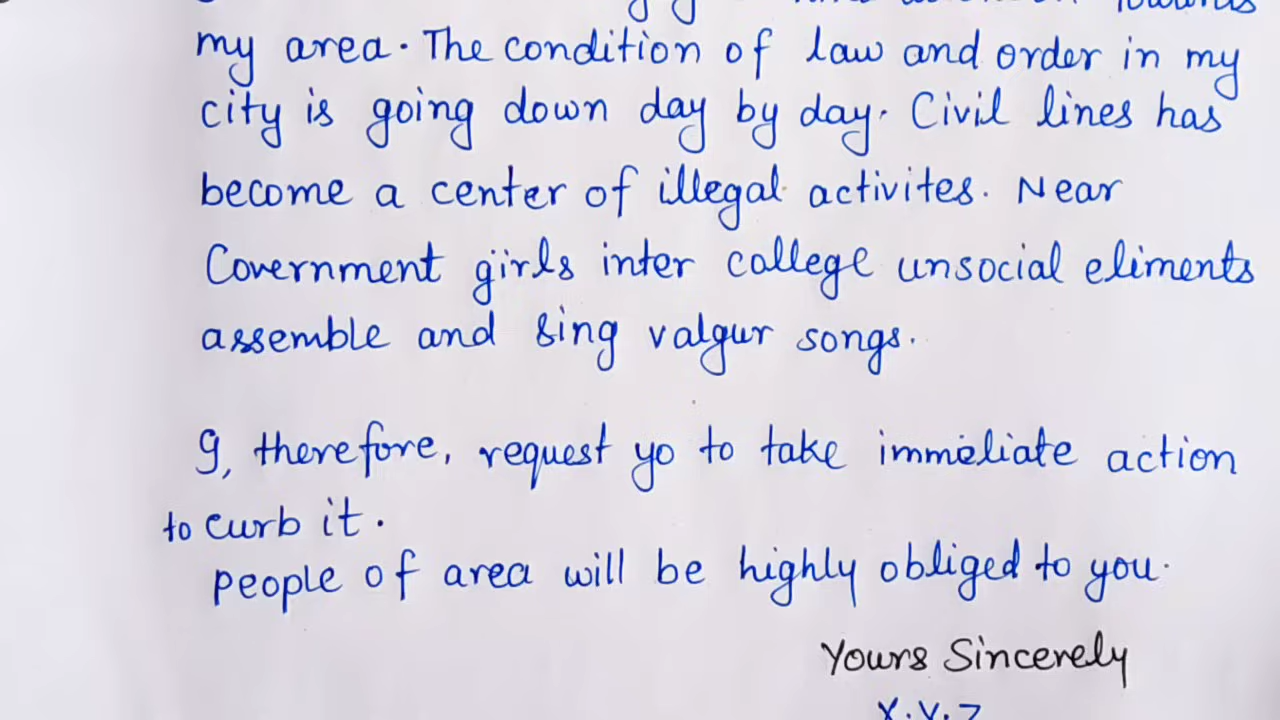 my area. The condition of law and order in my
city is going down day by day. Civil lines has
become a center of illegal activites. Near
Covernment girls inter college unsocial eliments
assemble and sing valgur songs.
I, therefore, request yo to take immeliate action
to curb it.
people of area will be highly obliged to you.
Yours Sincerely
X.Y.Z